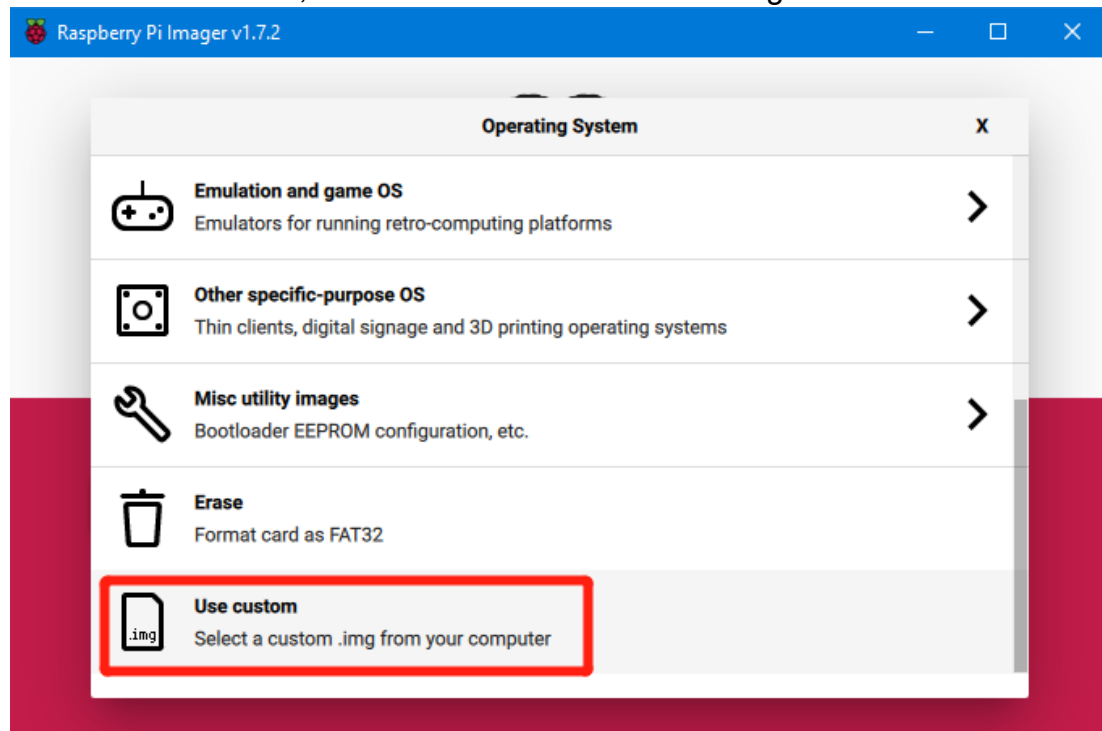 Raspberry Pi Imager v1.7.2
Operating System X
Emulation and game OS
Emulators for running retro-computing platforms
Other specific-purpose OS
Thin clients, digital signage and 3D printing operating systems
Misc utility images
Bootloader EEPROM configuration, etc.
Erase
Format card as FAT32
Use custom
.img
Select a custom .img from your computer